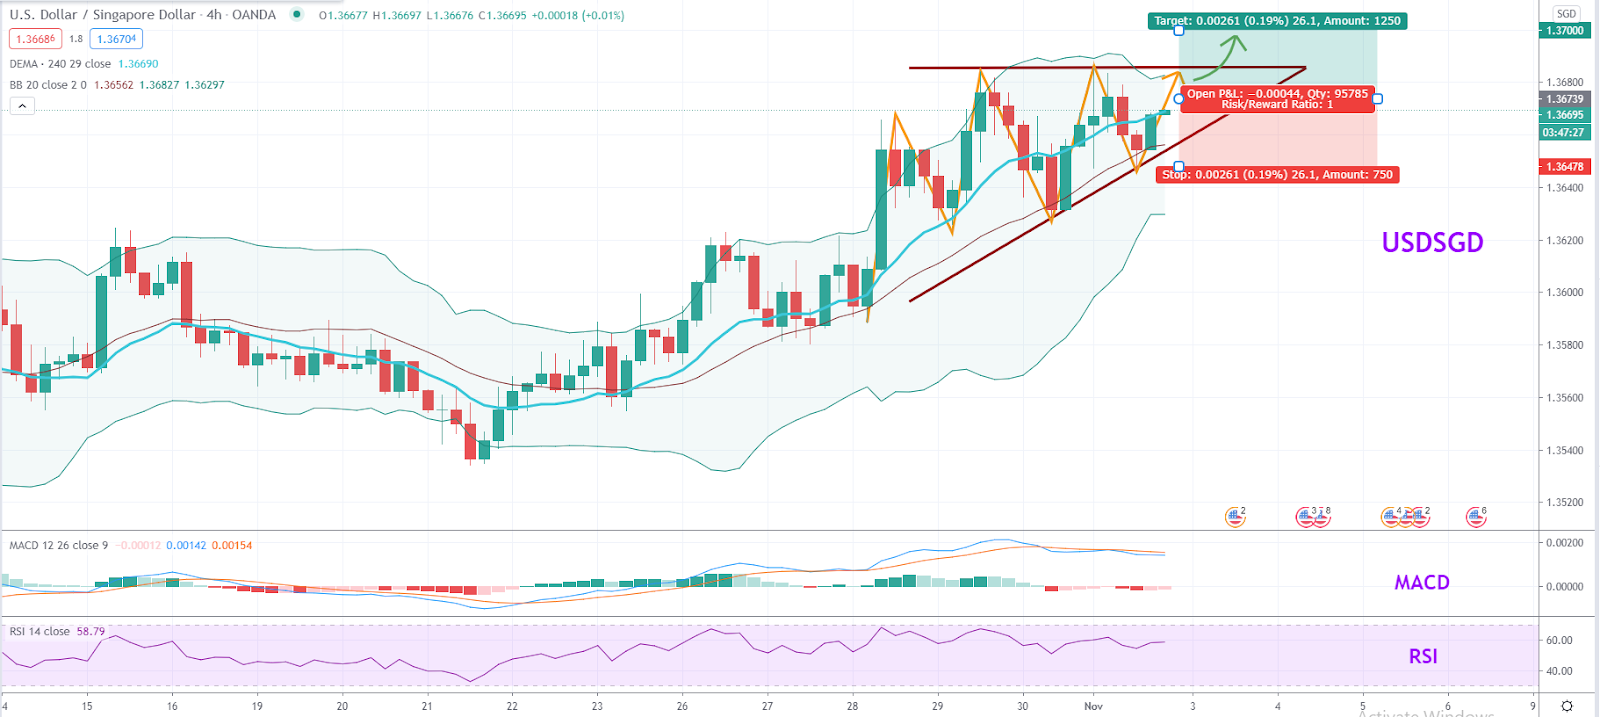 U.S. Dollar / Singapore Dollar · 4h · OANDA O1.36677 H1.36697 L1.36676 C1.36695 +0.00018 (+0.01%)
1.36686 1.8 1.36704
DEMA · 240 29 close 1.36690
BB 20 close 2 0 1.36562 1.36827 1.36297
Target: 0.00261 (0.19%) 26.1, Amount: 1250
Open P&L: −0.00044, Qty: 95785
Risk/Reward Ratio: 1
Stop: 0.00261 (0.19%) 26.1, Amount: 750
USDSGD
SGD
1.37000
1.36800
1.36739
1.36695
03:47:27
1.36478
1.36400
1.36200
1.36000
1.35800
1.35600
1.35400
1.35200
2 3 8 4 2 6
MACD 12 26 close 9 −0.00012 0.00142 0.00154
MACD
0.00200
0.00000
RSI 14 close 58.79
RSI
60.00
40.00
4 15 16 19 20 21 22 23 26 27 28 29 30 Nov 3 4 5 6 9
Activate Windows